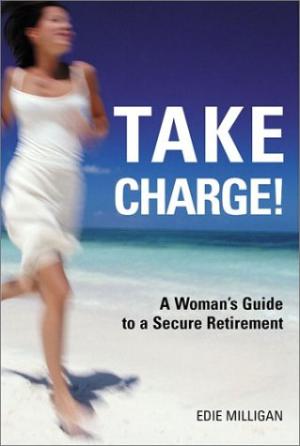 TAKE
CHARGE!
A Woman's Guide
to a Secure Retirement
EDIE MILLIGAN